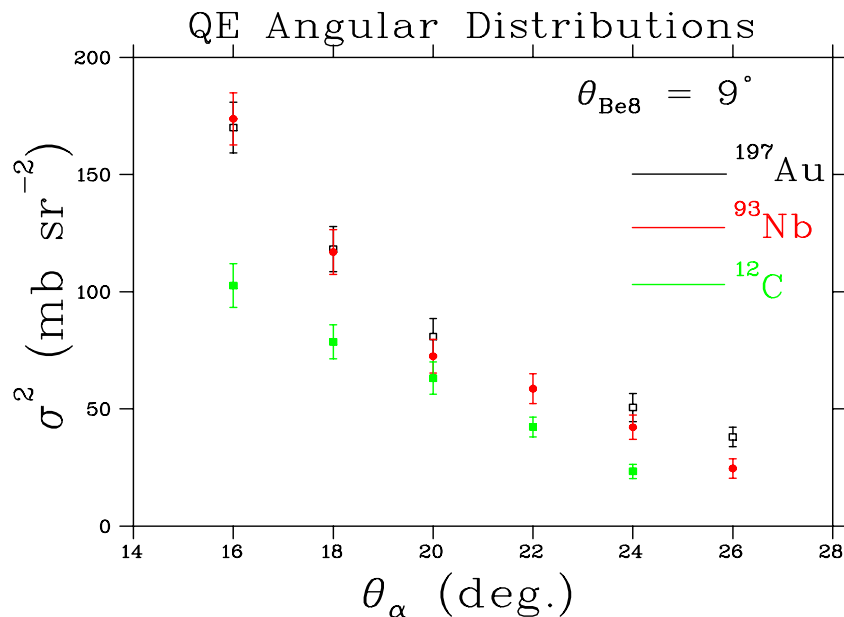 QE Angular Distributions
200
θBe8 = 9°
150
197Au
93Nb
12C
100
50
0
14 16 18 20 22 24 26 28
σ² (mb sr⁻²)
θα (deg.)